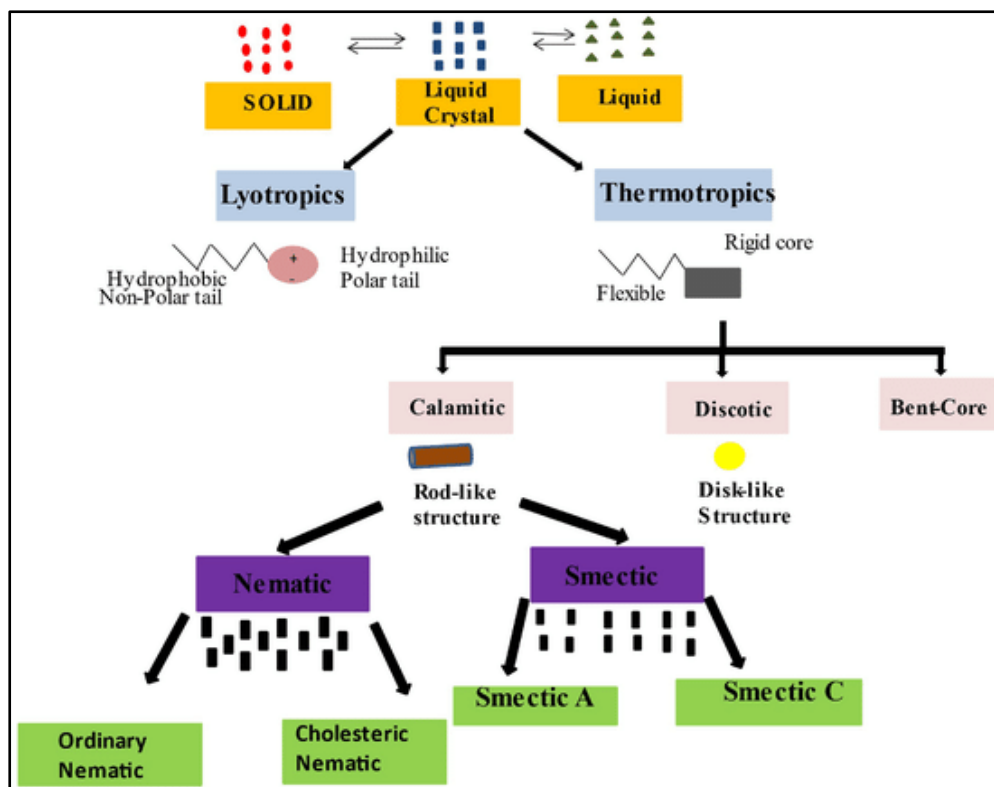 SOLID
Liquid
Crystal
Liquid
Lyotropics
Thermotropics
Hydrophobic
Non-Polar tail
+
-
Hydrophilic
Polar tail
Rigid core
Flexible
Calamitic
Discotic
Bent-Core
Rod-like
structure
Disk-like
Structure
Nematic
Smectic
Ordinary
Nematic
Cholesteric
Nematic
Smectic A
Smectic C